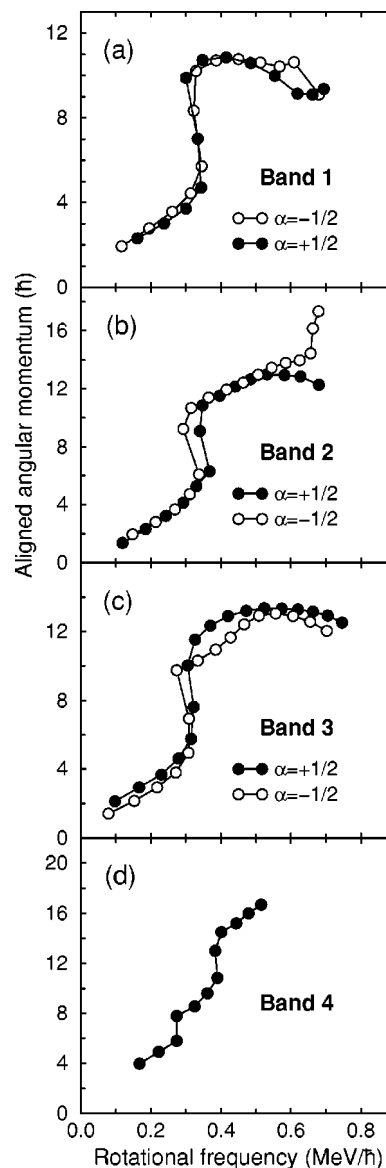 Aligned angular momentum (ħ)
12
(a)
8
Band 1
4
α=−1/2
α=+1/2
0
(b)
16
12
8
Band 2
4
α=+1/2
α=−1/2
0
(c)
12
8
Band 3
4
α=+1/2
α=−1/2
0
20
(d)
16
12
8
Band 4
4
0
0.0 0.2 0.4 0.6 0.8
Rotational frequency (MeV/ħ)